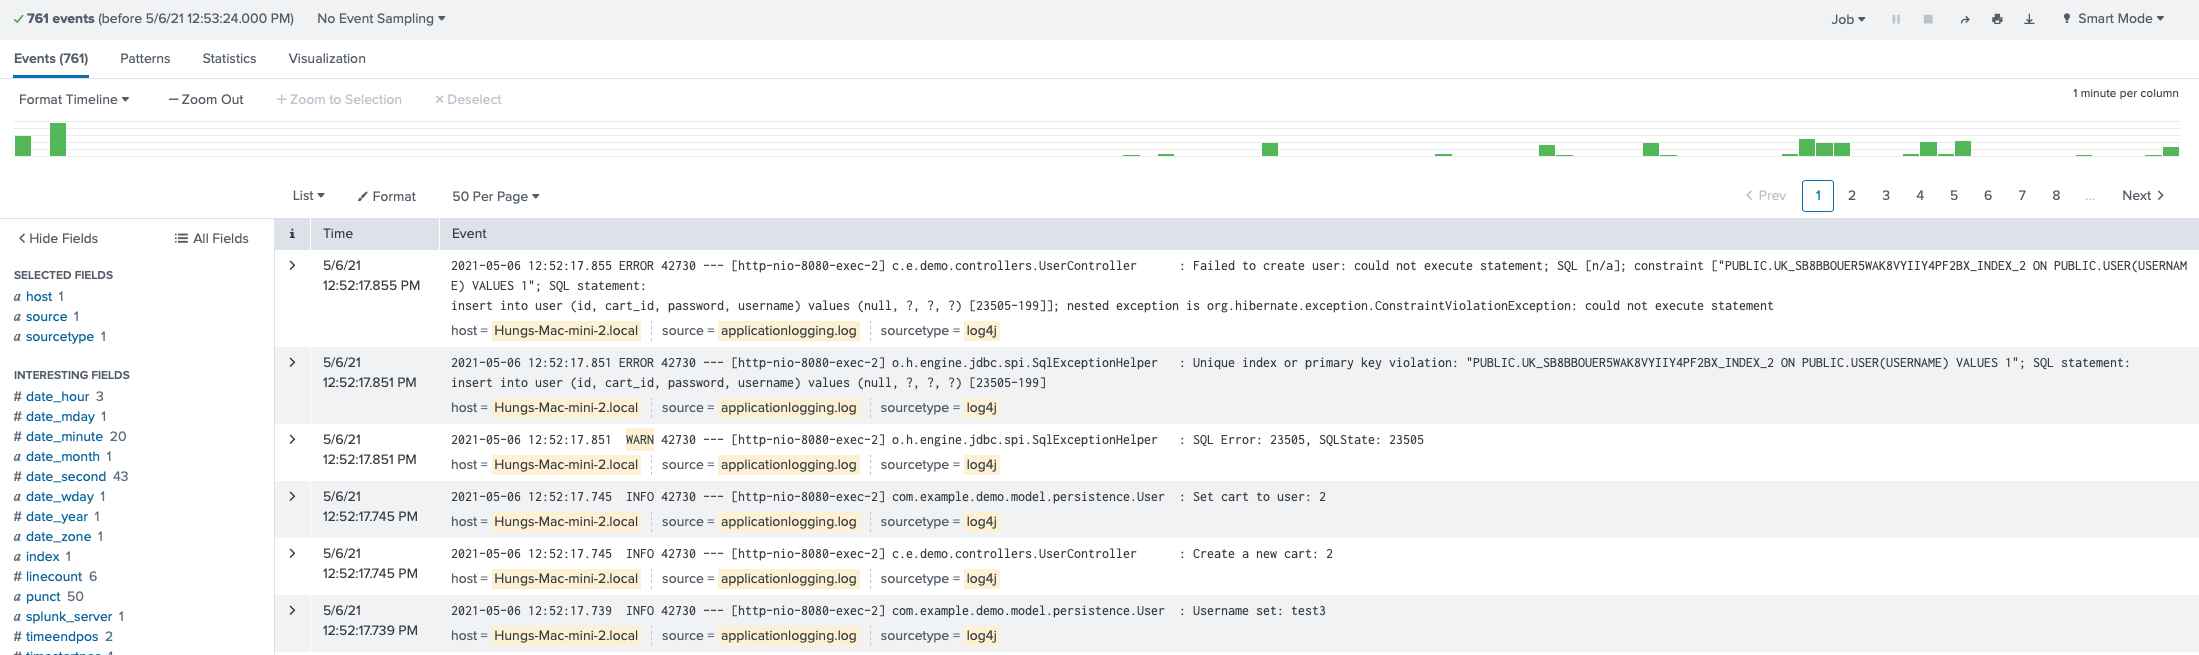 761 events (before 5/6/21 12:53:24.000 PM) No Event Sampling Job Smart Mode
Events (761) Patterns Statistics Visualization
Format Timeline — Zoom Out + Zoom to Selection × Deselect 1 minute per column
List Format 50 Per Page < Prev 1 2 3 4 5 6 7 8 ... Next >
< Hide Fields All Fields
SELECTED FIELDS
a host 1
a source 1
a sourcetype 1
INTERESTING FIELDS
# date_hour 3
# date_mday 1
# date_minute 20
a date_month 1
# date_second 43
a date_wday 1
# date_year 1
a date_zone 1
a index 1
# linecount 6
a punct 50
a splunk_server 1
# timeendpos 2
# timestartpos 1
i Time Event
> 5/6/21 2021-05-06 12:52:17.855 ERROR 42730 --- [http-nio-8080-exec-2] c.e.demo.controllers.UserController : Failed to create user: could not execute statement; SQL [n/a]; constraint ["PUBLIC.UK_SB8BBOUER5WAK8VYIIY4PF2BX_INDEX_2 ON PUBLIC.USER(USERNAM
12:52:17.855 PM E) VALUES 1"; SQL statement:
insert into user (id, cart_id, password, username) values (null, ?, ?, ?) [23505-199]]; nested exception is org.hibernate.exception.ConstraintViolationException: could not execute statement
host = Hungs-Mac-mini-2.local source = applicationlogging.log sourcetype = log4j
> 5/6/21 2021-05-06 12:52:17.851 ERROR 42730 --- [http-nio-8080-exec-2] o.h.engine.jdbc.spi.SqlExceptionHelper : Unique index or primary key violation: "PUBLIC.UK_SB8BBOUER5WAK8VYIIY4PF2BX_INDEX_2 ON PUBLIC.USER(USERNAME) VALUES 1"; SQL statement:
12:52:17.851 PM insert into user (id, cart_id, password, username) values (null, ?, ?, ?) [23505-199]
host = Hungs-Mac-mini-2.local source = applicationlogging.log sourcetype = log4j
> 5/6/21 2021-05-06 12:52:17.851 WARN 42730 --- [http-nio-8080-exec-2] o.h.engine.jdbc.spi.SqlExceptionHelper : SQL Error: 23505, SQLState: 23505
12:52:17.851 PM host = Hungs-Mac-mini-2.local source = applicationlogging.log sourcetype = log4j
> 5/6/21 2021-05-06 12:52:17.745 INFO 42730 --- [http-nio-8080-exec-2] com.example.demo.model.persistence.User : Set cart to user: 2
12:52:17.745 PM host = Hungs-Mac-mini-2.local source = applicationlogging.log sourcetype = log4j
> 5/6/21 2021-05-06 12:52:17.745 INFO 42730 --- [http-nio-8080-exec-2] c.e.demo.controllers.UserController : Create a new cart: 2
12:52:17.745 PM host = Hungs-Mac-mini-2.local source = applicationlogging.log sourcetype = log4j
> 5/6/21 2021-05-06 12:52:17.739 INFO 42730 --- [http-nio-8080-exec-2] com.example.demo.model.persistence.User : Username set: test3
12:52:17.739 PM host = Hungs-Mac-mini-2.local source = applicationlogging.log sourcetype = log4j